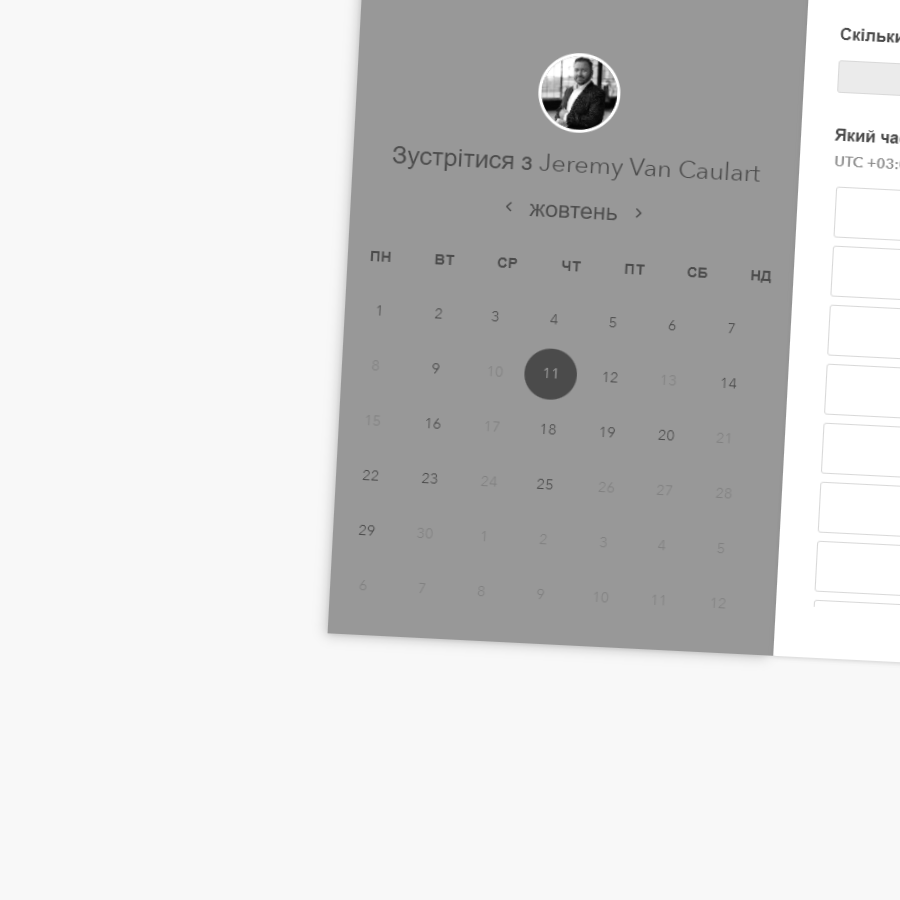 Зустрітися з Jeremy Van Caulart
жовтень
ПН ВТ СР ЧТ ПТ СБ НД
1 2 3 4 5 6 7
8 9 10 11 12 13 14
15 16 17 18 19 20 21
22 23 24 25 26 27 28
29 30 1 2 3 4 5
6 7 8 9 10 11 12
Скільки
Який ча
UTC +03: